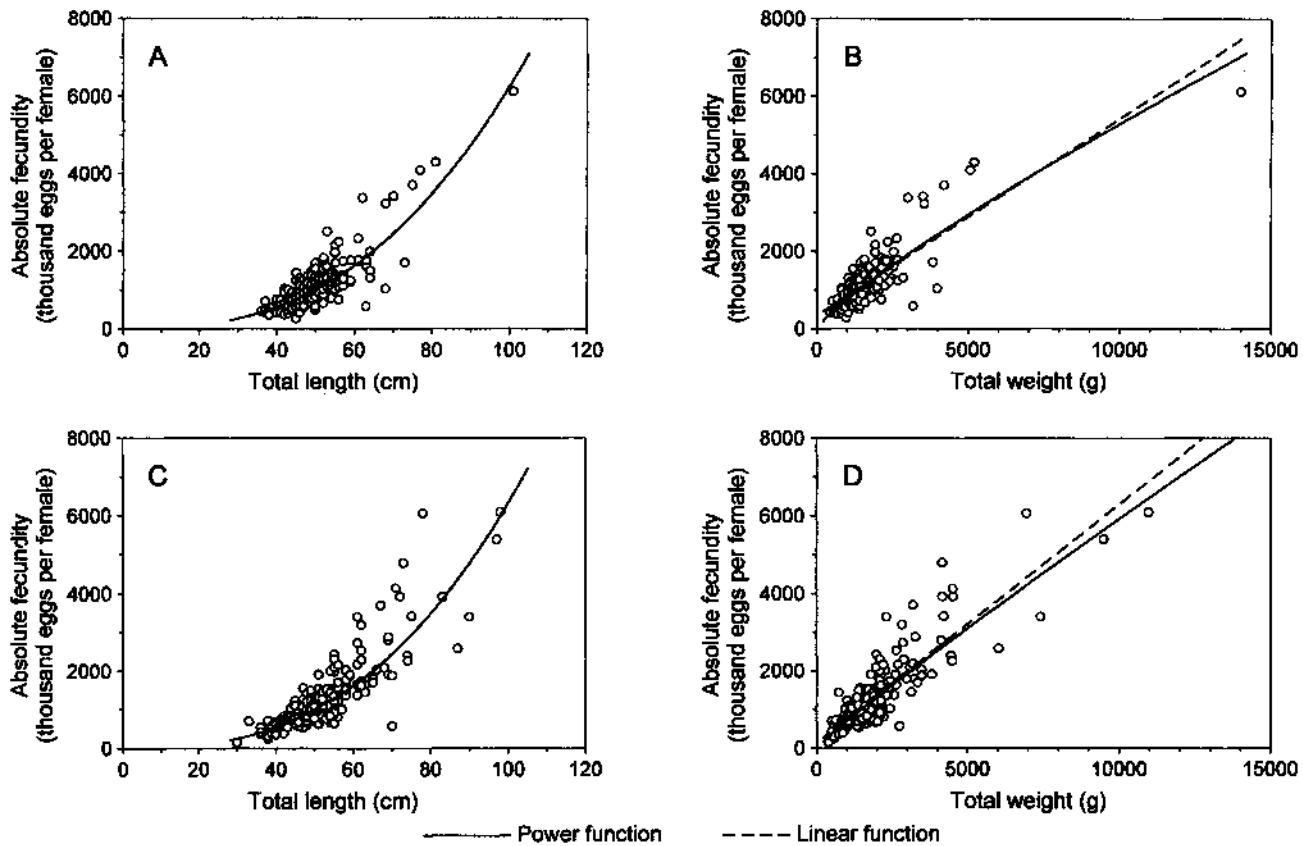 A
Absolute fecundity
(thousand eggs per female)
8000
6000
4000
2000
0
0 20 40 60 80 100 120
Total length (cm)
B
Absolute fecundity
(thousand eggs per female)
8000
6000
4000
2000
0
0 5000 10000 15000
Total weight (g)
C
Absolute fecundity
(thousand eggs per female)
8000
6000
4000
2000
0
0 20 40 60 80 100 120
Total length (cm)
D
Absolute fecundity
(thousand eggs per female)
8000
6000
4000
2000
0
0 5000 10000 15000
Total weight (g)
Power function Linear function